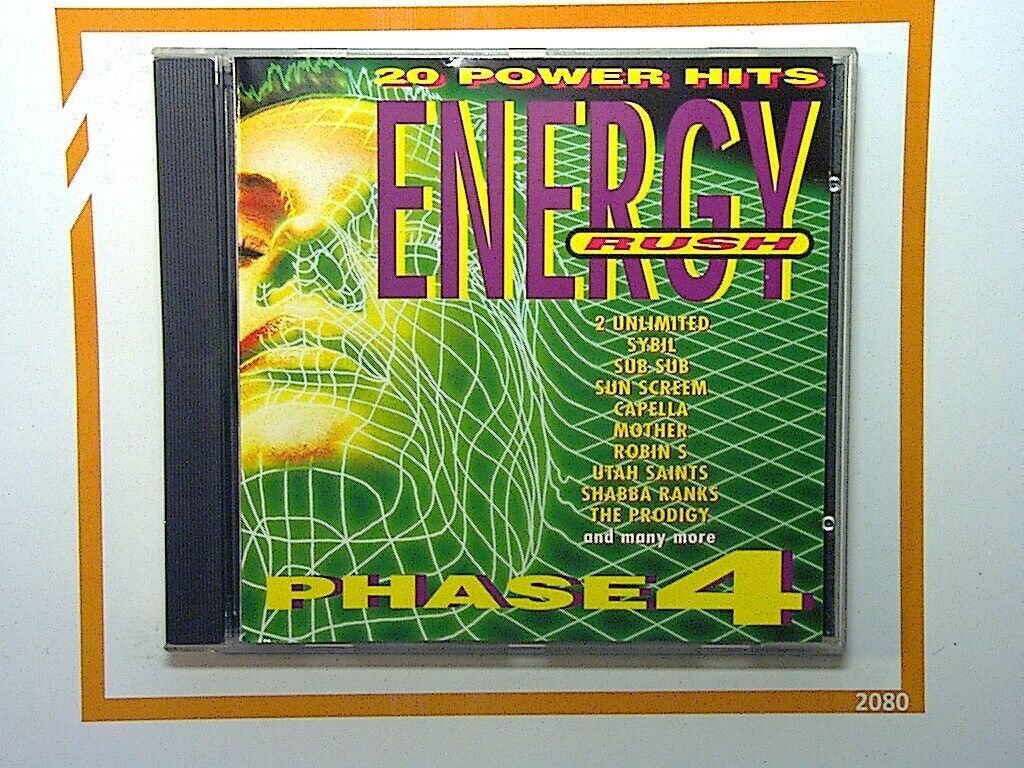 20 POWER HITS
ENERGY
RUSH
2 UNLIMITED
SYBIL
SUB SUB
SUN SCREEM
CAPELLA
MOTHER
ROBIN S
UTAH SAINTS
SHABBA RANKS
THE PRODIGY
and many more
PHASE 4
2080